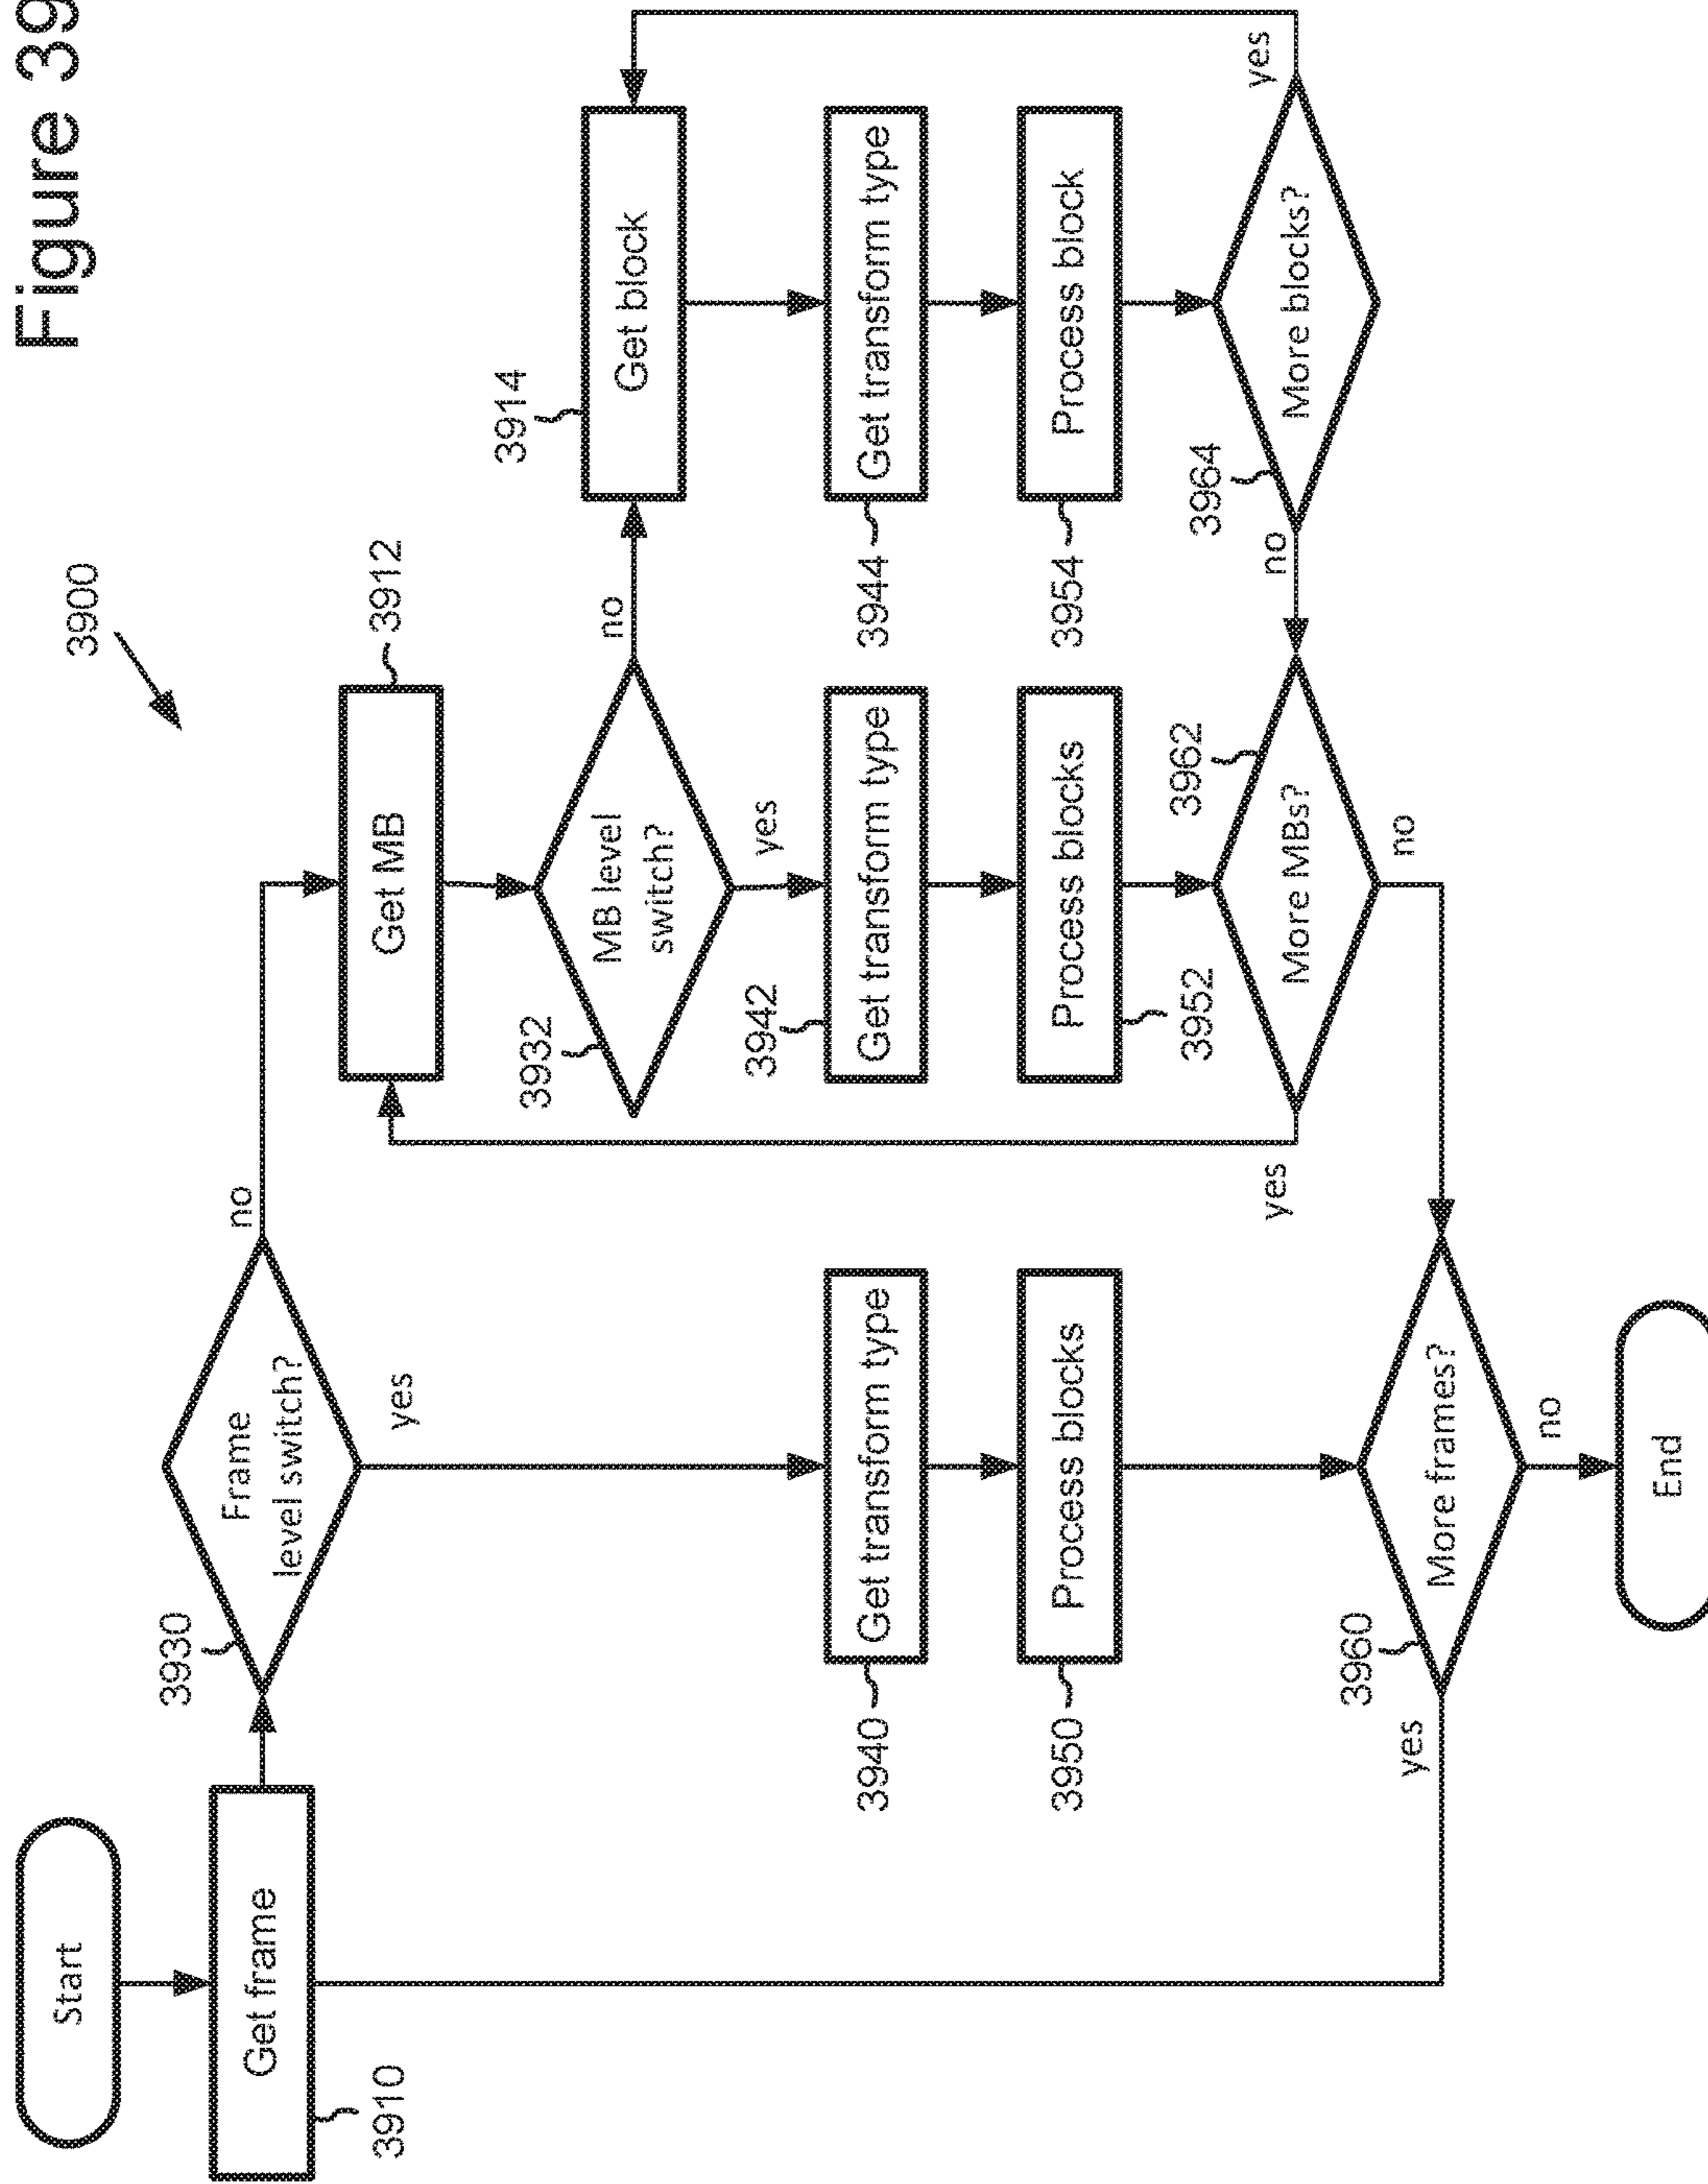 Figure 39
3900
Start
Get frame
3910
3930
Frame
level switch?
no
yes
Get MB
3912
3932
MB level
switch?
no
yes
3914
Get block
3940
Get transform type
3942
Get transform type
3944
Get transform type
3950
Process blocks
3952
Process blocks
3954
Process block
3964
More blocks?
yes
no
3962
More MBs?
yes
no
3960
More frames?
yes
no
End